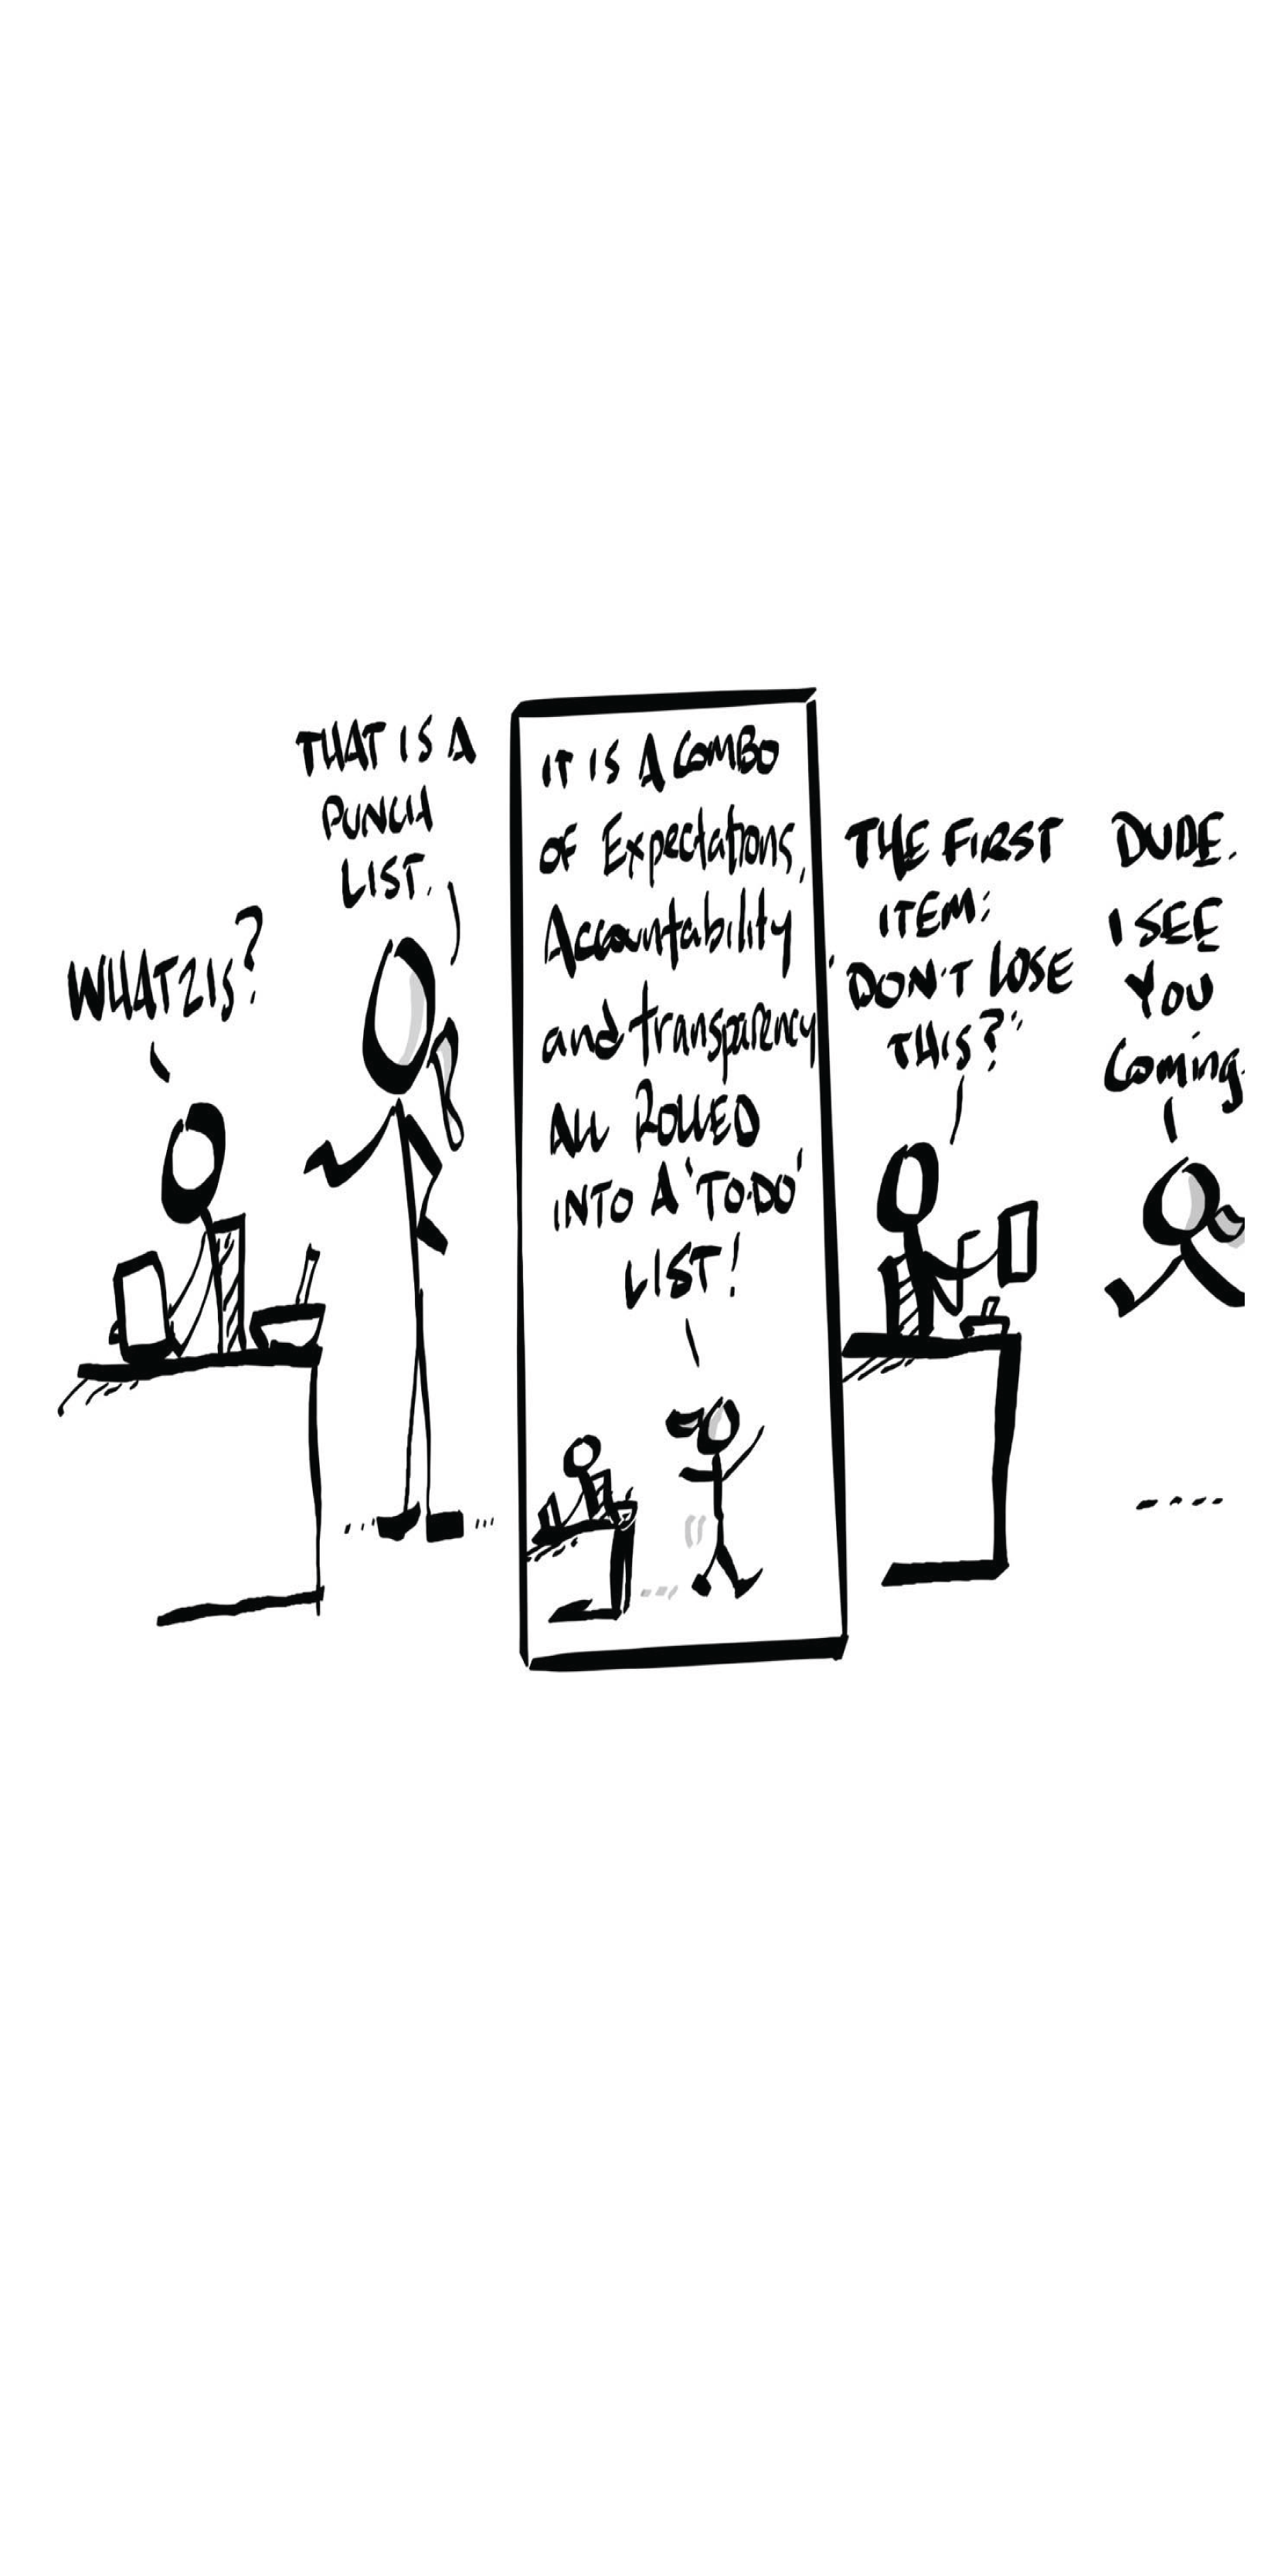 WHATZIS?
THAT IS A
PUNCH
LIST.
IT IS A COMBO
OF Expectations,
Accountability
and transparency
ALL ROLLED
INTO A 'TO-DO'
LIST!
THE FIRST
ITEM:
'DON'T LOSE
THIS?'
DUDE.
I SEE
YOU
Coming.